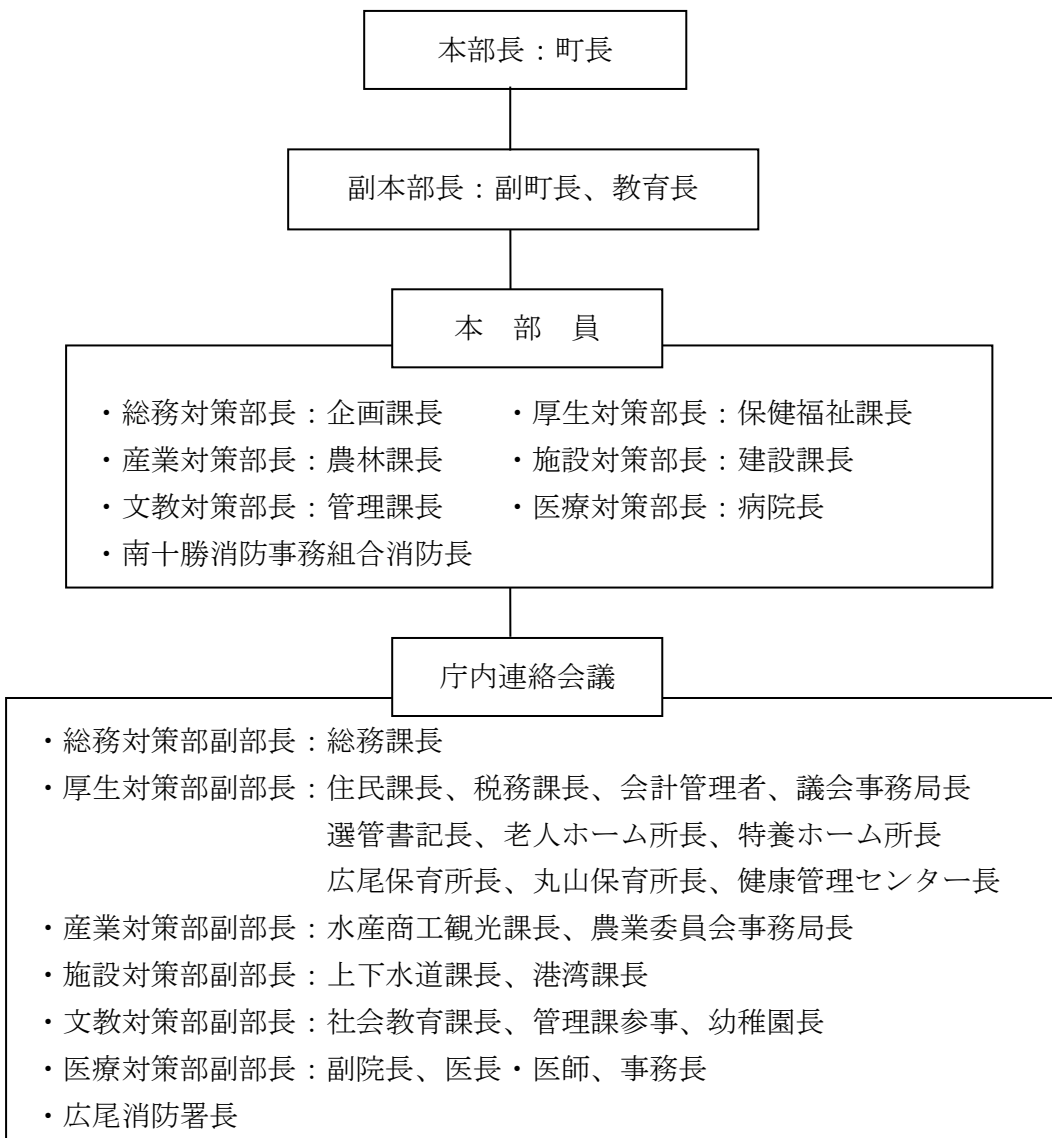 本部長：町長
副本部長：副町長、教育長
本　部　員
・総務対策部長：企画課長　　・厚生対策部長：保健福祉課長
・産業対策部長：農林課長　　・施設対策部長：建設課長
・文教対策部長：管理課長　　・医療対策部長：病院長
・南十勝消防事務組合消防長
庁内連絡会議
・総務対策部副部長：総務課長
・厚生対策部副部長：住民課長、税務課長、会計管理者、議会事務局長
選管書記長、老人ホーム所長、特養ホーム所長
広尾保育所長、丸山保育所長、健康管理センター長
・産業対策部副部長：水産商工観光課長、農業委員会事務局長
・施設対策部副部長：上下水道課長、港湾課長
・文教対策部副部長：社会教育課長、管理課参事、幼稚園長
・医療対策部副部長：副院長、医長・医師、事務長
・広尾消防署長